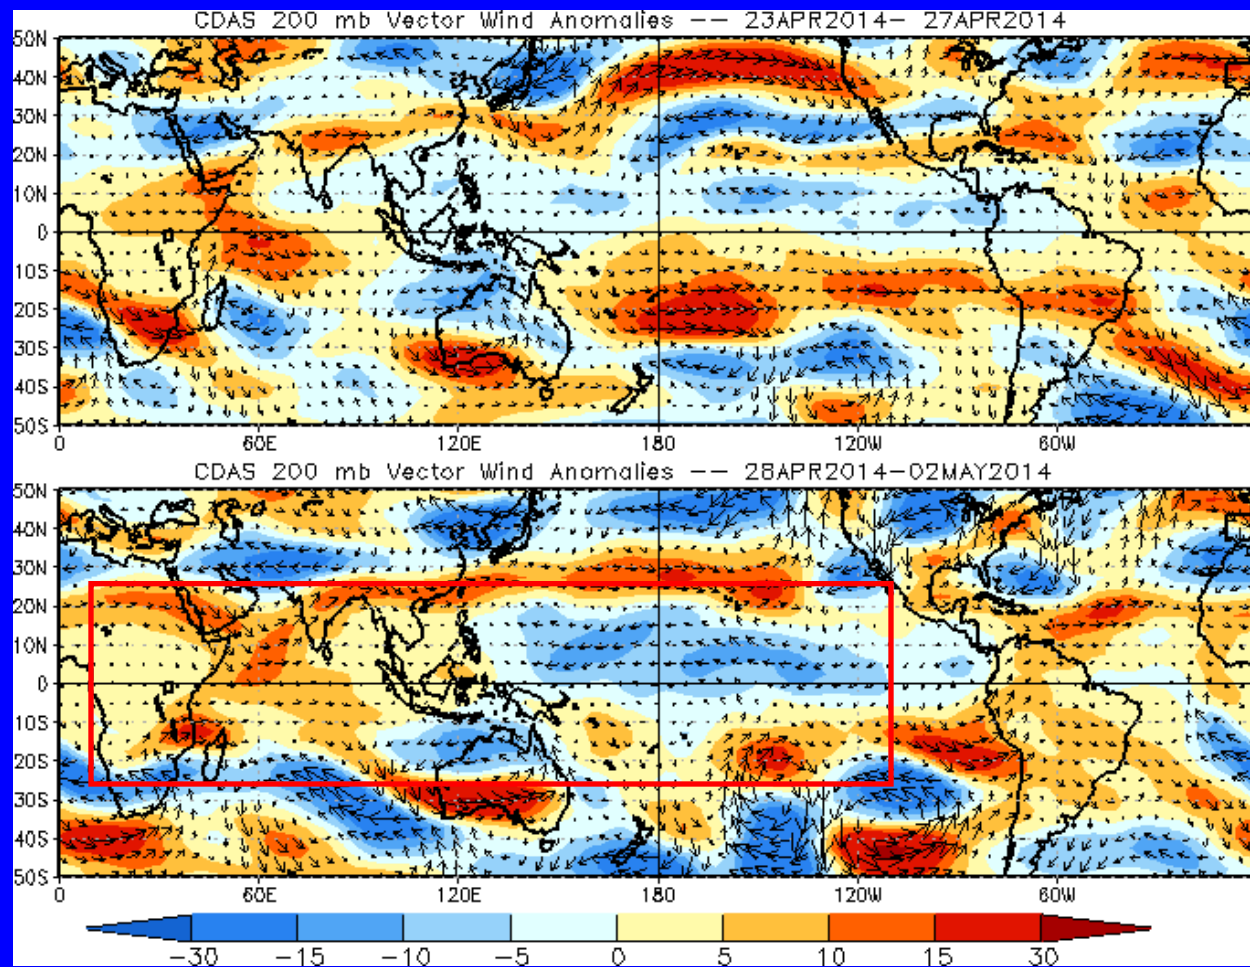 CDAS 200 mb Vector Wind Anomalies -- 23APR2014- 27APR2014
50N
40N
30N
20N
10N
0
10S
20S
30S
40S
50S
0 60E 120E 180 120W 60W
CDAS 200 mb Vector Wind Anomalies -- 28APR2014-02MAY2014
50N
40N
30N
20N
10N
0
10S
20S
30S
40S
50S
0 60E 120E 180 120W 60W
-30 -15 -10 -5 0 5 10 15 30